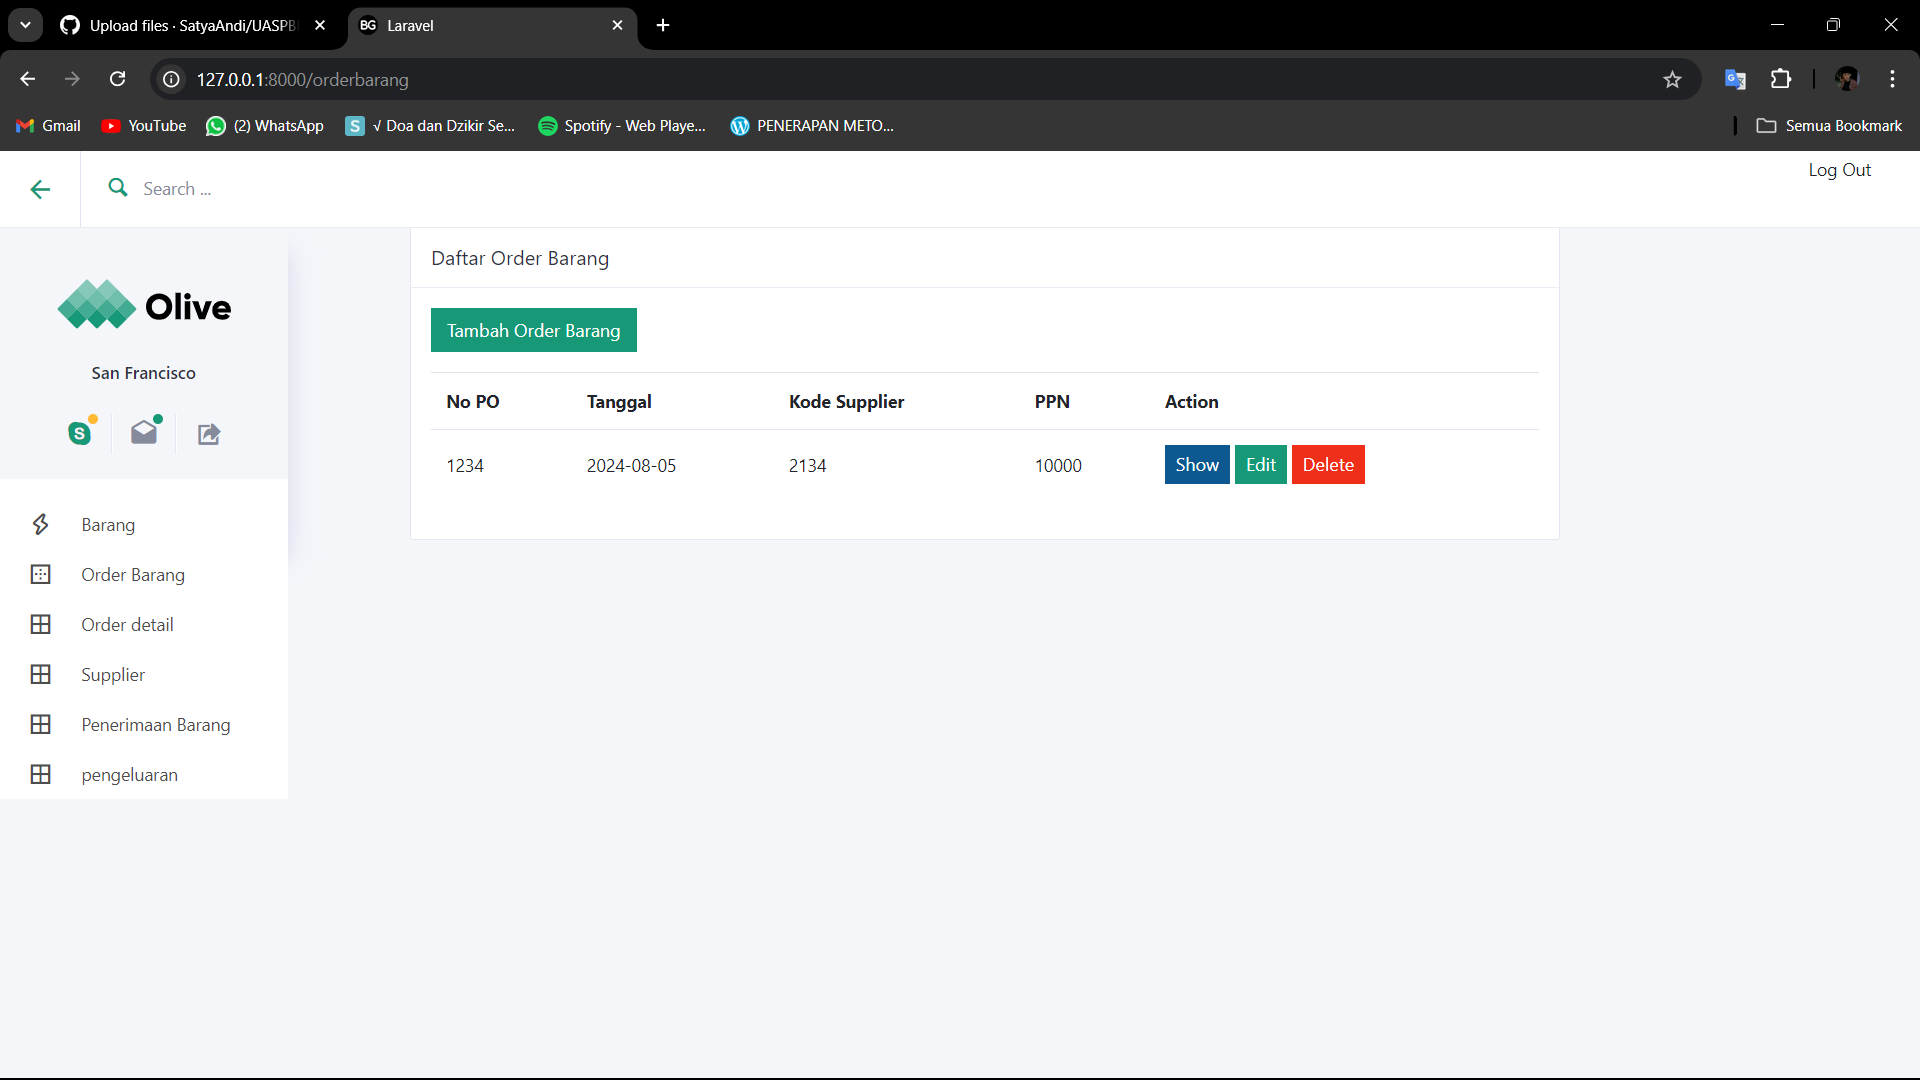 Upload files · SatyaAndi/UASPB
BG Laravel
127.0.0.1:8000/orderbarang
Gmail
YouTube
(2) WhatsApp
S √ Doa dan Dzikir Se...
Spotify - Web Playe...
PENERAPAN METO...
Semua Bookmark
Search ...
Log Out
Olive
San Francisco
Barang
Order Barang
Order detail
Supplier
Penerimaan Barang
pengeluaran
Daftar Order Barang
Tambah Order Barang
No PO Tanggal Kode Supplier PPN Action
1234 2024-08-05 2134 10000 Show Edit Delete